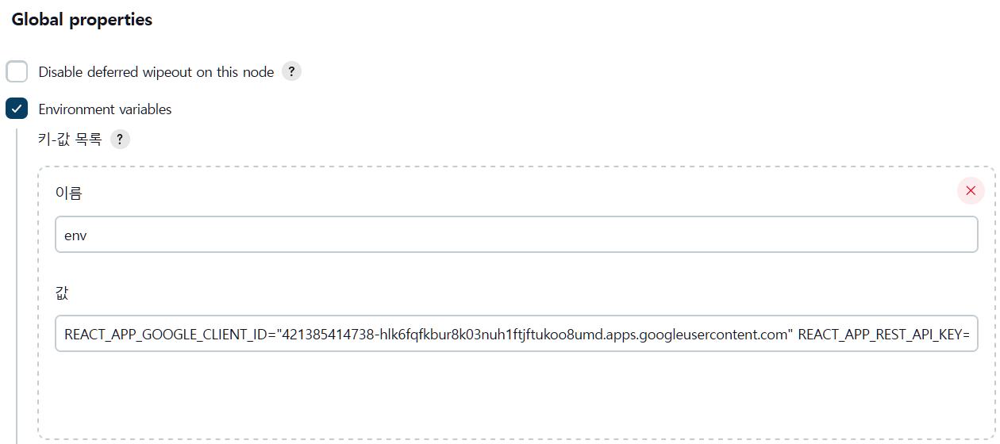 Global properties
Disable deferred wipeout on this node ?
Environment variables
키-값 목록 ?
이름
env
값
REACT_APP_GOOGLE_CLIENT_ID="421385414738-hlk6fqfkbur8k03nuh1ftjftukoo8umd.apps.googleusercontent.com" REACT_APP_REST_API_KEY=